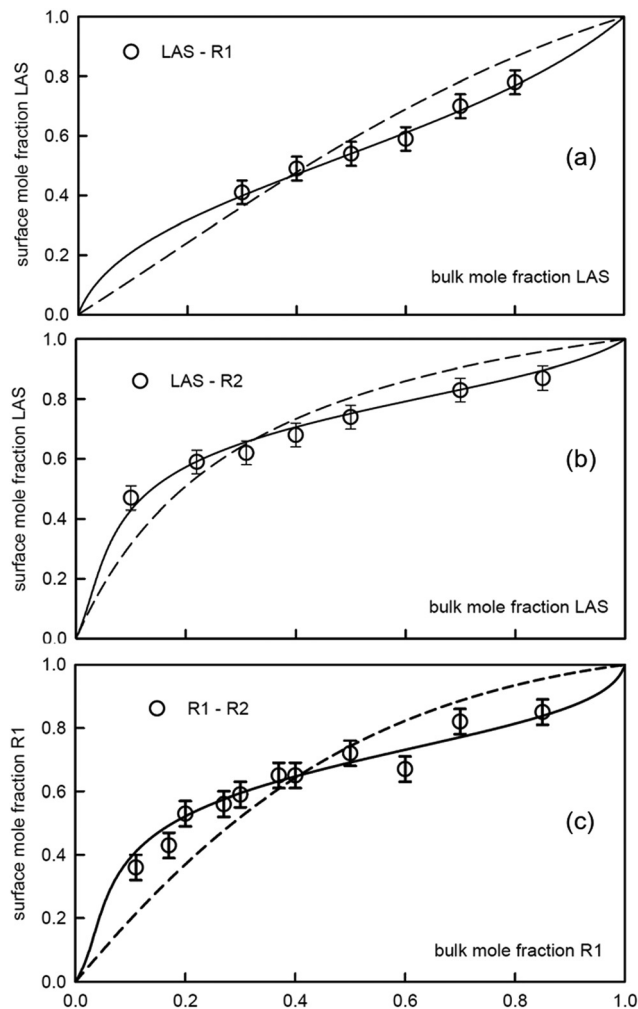 1.0
LAS - R1
0.8
0.6
(a)
0.4
0.2
bulk mole fraction LAS
0.0
surface mole fraction LAS
1.0
LAS - R2
0.8
0.6
(b)
0.4
0.2
bulk mole fraction LAS
0.0
surface mole fraction LAS
1.0
R1 - R2
0.8
0.6
(c)
0.4
0.2
bulk mole fraction R1
0.0
surface mole fraction R1
0.0 0.2 0.4 0.6 0.8 1.0